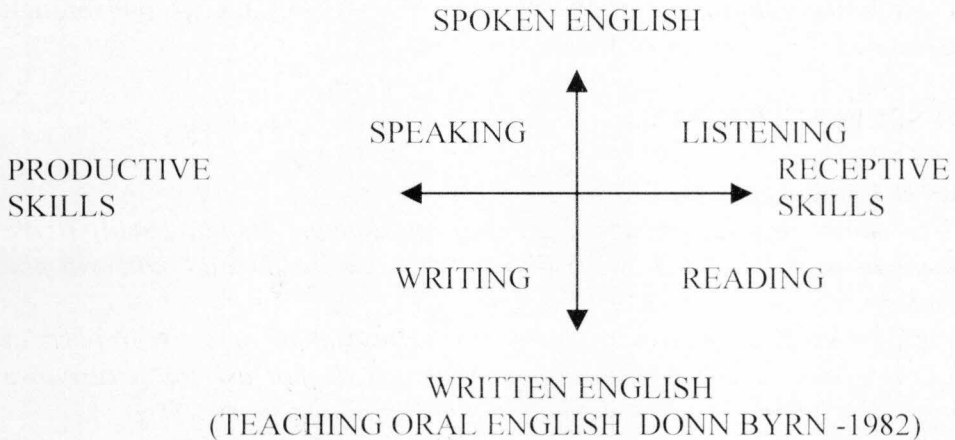 SPOKEN ENGLISH
SPEAKING LISTENING
PRODUCTIVE RECEPTIVE
SKILLS SKILLS
WRITING READING
WRITTEN ENGLISH
(TEACHING ORAL ENGLISH DONN BYRN -1982)